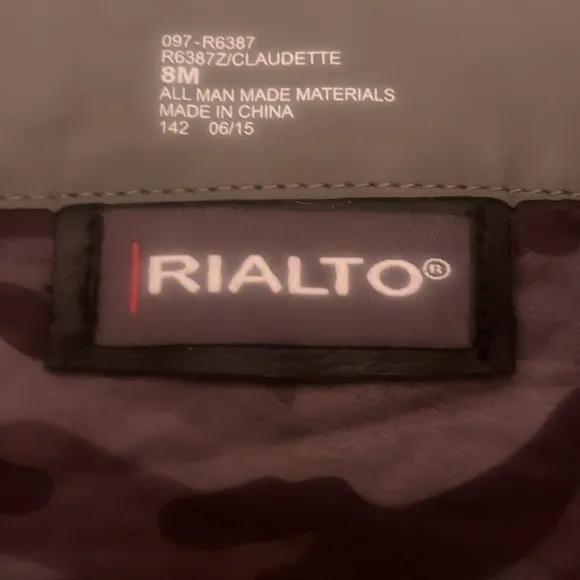 097-R6387
R6387Z/CLAUDETTE
8M
ALL MAN MADE MATERIALS
MADE IN CHINA
142 06/15
RIALTO®